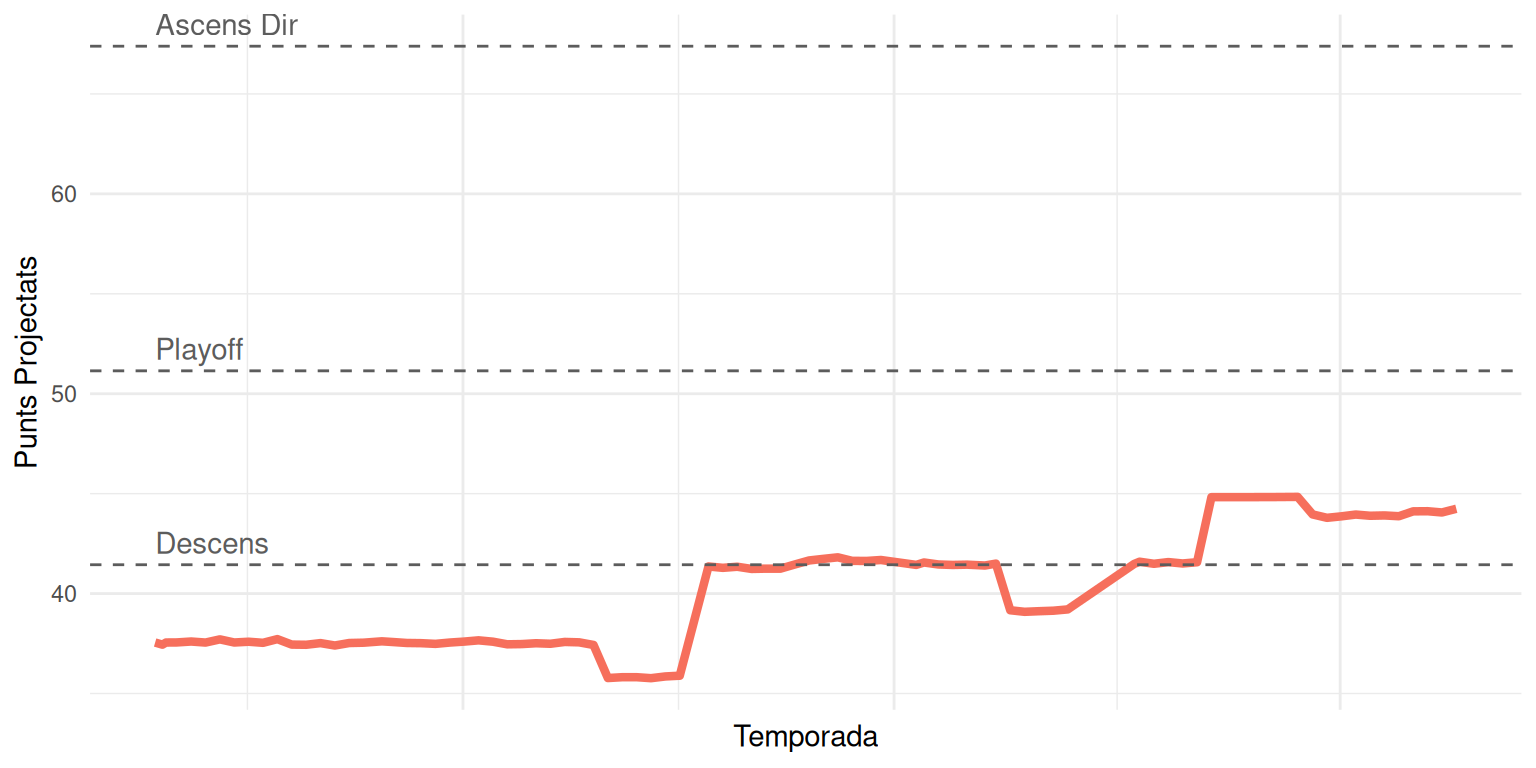 Ascens Dir
60
Playoff
50
Descens
40
Punts Projectats
Temporada